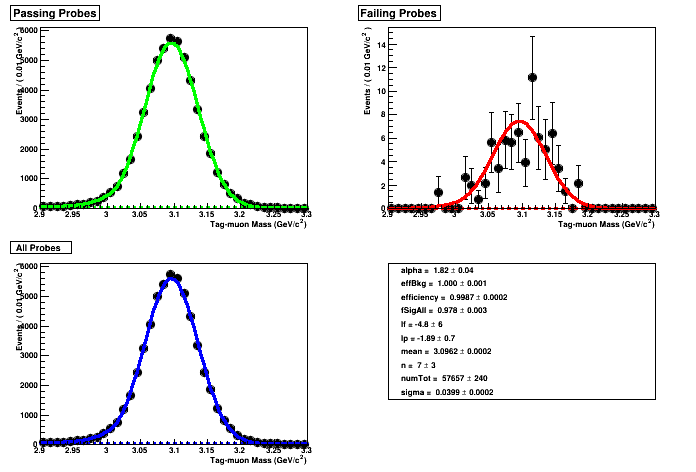 Passing Probes
Events / ( 0.01 GeV/c² )
6000
5000
4000
3000
2000
1000
0
2.9 2.95 3 3.05 3.1 3.15 3.2 3.25 3.3
Tag-muon Mass (GeV/c²)
Failing Probes
Events / ( 0.01 GeV/c² )
14
12
10
8
6
4
2
0
2.9 2.95 3 3.05 3.1 3.15 3.2 3.25 3.3
Tag-muon Mass (GeV/c²)
All Probes
Events / ( 0.01 GeV/c² )
6000
5000
4000
3000
2000
1000
0
2.9 2.95 3 3.05 3.1 3.15 3.2 3.25 3.3
Tag-muon Mass (GeV/c²)
alpha = 1.82 ± 0.04
effBkg = 1.000 ± 0.001
efficiency = 0.9987 ± 0.0002
fSigAll = 0.978 ± 0.003
lf = -4.8 ± 6
lp = -1.89 ± 0.7
mean = 3.0962 ± 0.0002
n = 7 ± 3
numTot = 57657 ± 240
sigma = 0.0399 ± 0.0002